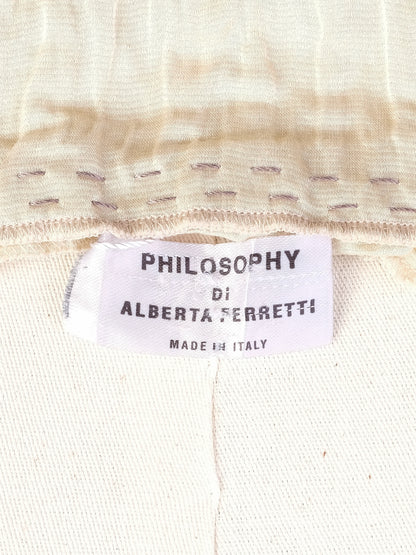 PHILOSOPHY
DI
ALBERTA FERRETTI
MADE IN ITALY